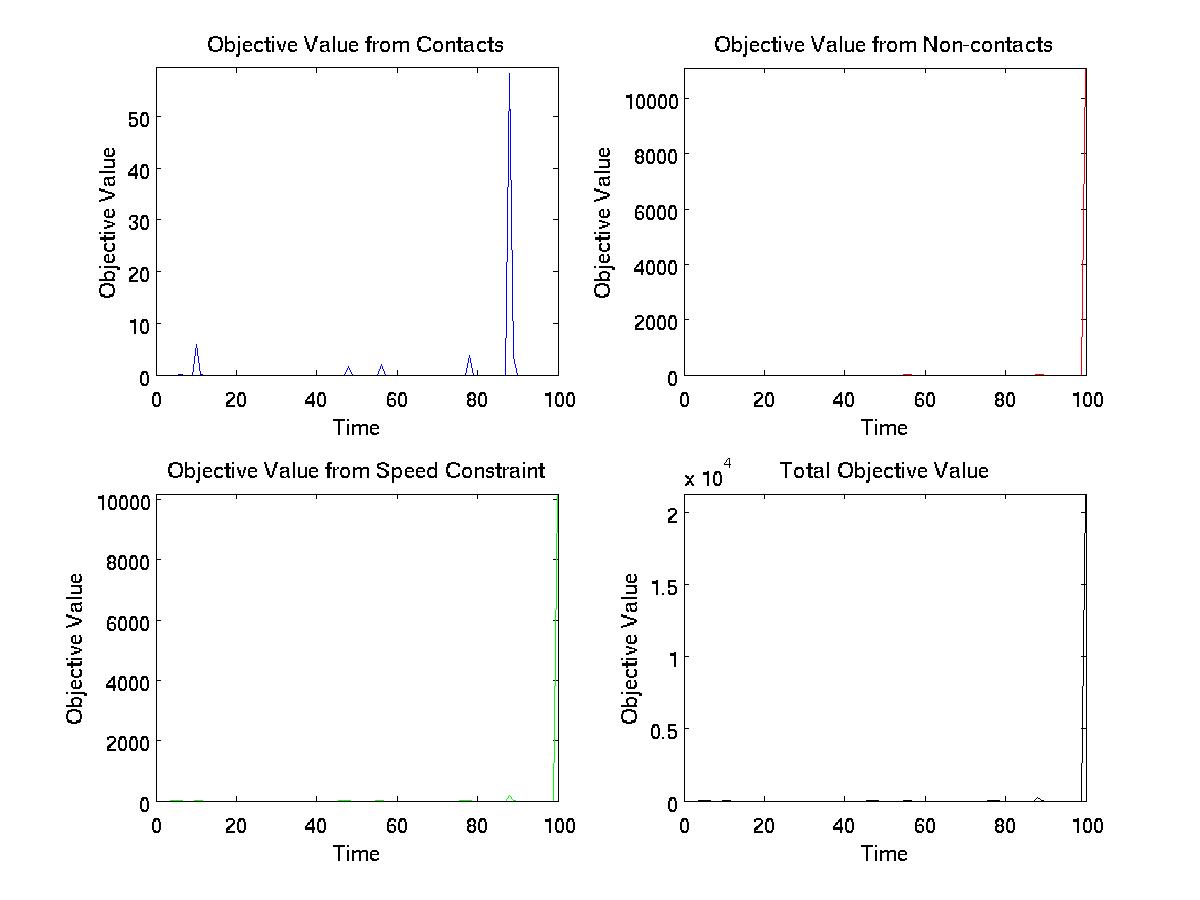 Objective Value from Contacts
Objective Value
50
40
30
20
10
0
0 20 40 60 80 100
Time
Objective Value from Non-contacts
Objective Value
10000
8000
6000
4000
2000
0
0 20 40 60 80 100
Time
Objective Value from Speed Constraint
Objective Value
10000
8000
6000
4000
2000
0
0 20 40 60 80 100
Time
x 10^4
Total Objective Value
Objective Value
2
1.5
1
0.5
0
0 20 40 60 80 100
Time